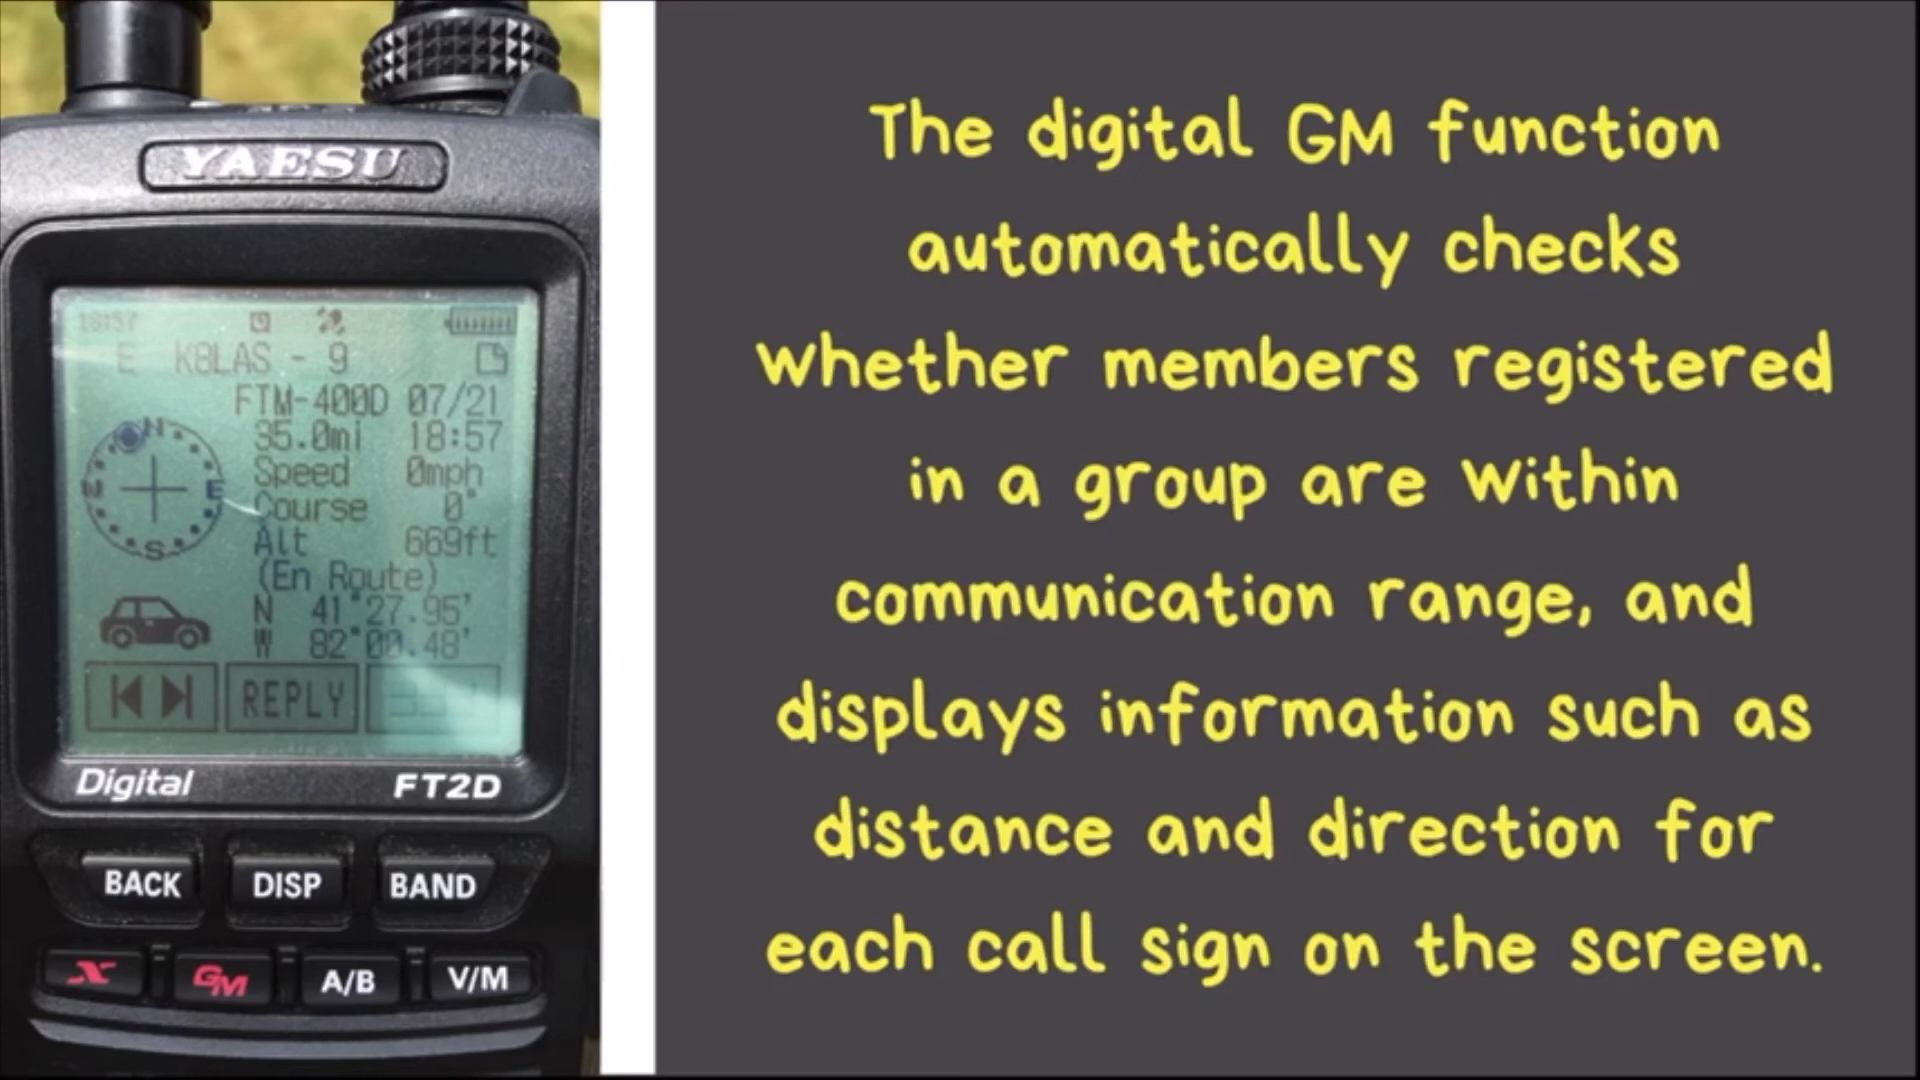 YAESU
18:57
E K8LAS - 9
FTM-400D 07/21
35.0mi 18:57
Speed 0mph
Course 0°
Alt 669ft
(En Route)
N 41°27.95'
W 82°00.48'
N
W E
S
REPLY
Digital FT2D
BACK DISP BAND
X GM A/B V/M
The digital GM function
automatically checks
whether members registered
in a group are within
communication range, and
displays information such as
distance and direction for
each call sign on the screen.